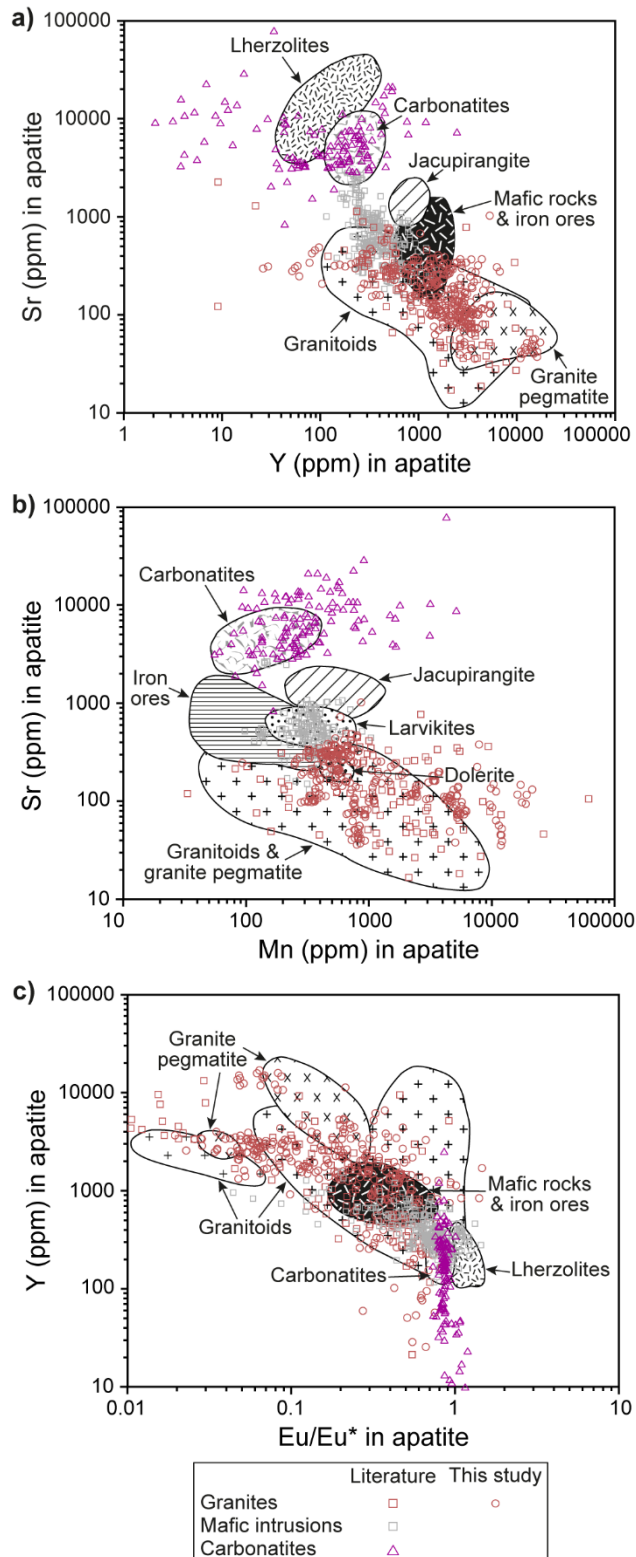 a)
100000
Lherzolites
10000
Carbonatites
Jacupirangite
1000
Mafic rocks
& iron ores
Sr (ppm) in apatite
100
Granitoids
Granite
pegmatite
10
1 10 100 1000 10000 100000
Y (ppm) in apatite
b)
100000
Carbonatites
10000
Iron
ores
Jacupirangite
1000
Larvikites
Sr (ppm) in apatite
Dolerite
100
Granitoids &
granite pegmatite
10
10 100 1000 10000 100000
Mn (ppm) in apatite
c)
100000
Granite
pegmatite
10000
Y (ppm) in apatite
1000
Mafic rocks
& iron ores
Granitoids
Carbonatites
Lherzolites
100
10
0.01 0.1 1 10
Eu/Eu* in apatite
Literature This study
Granites
Mafic intrusions
Carbonatites